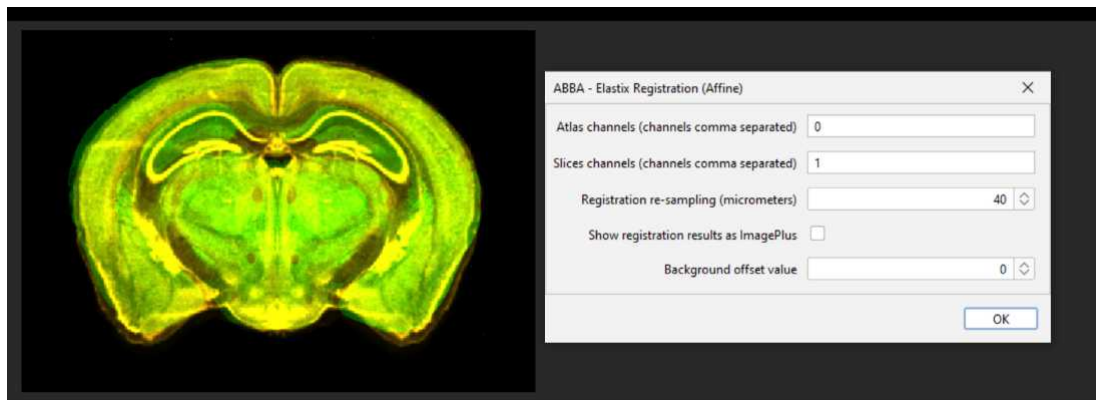 ABBA - Elastix Registration (Affine)
Atlas channels (channels comma separated) 0
Slices channels (channels comma separated) 1
Registration re-sampling (micrometers) 40
Show registration results as ImagePlus
Background offset value 0
OK